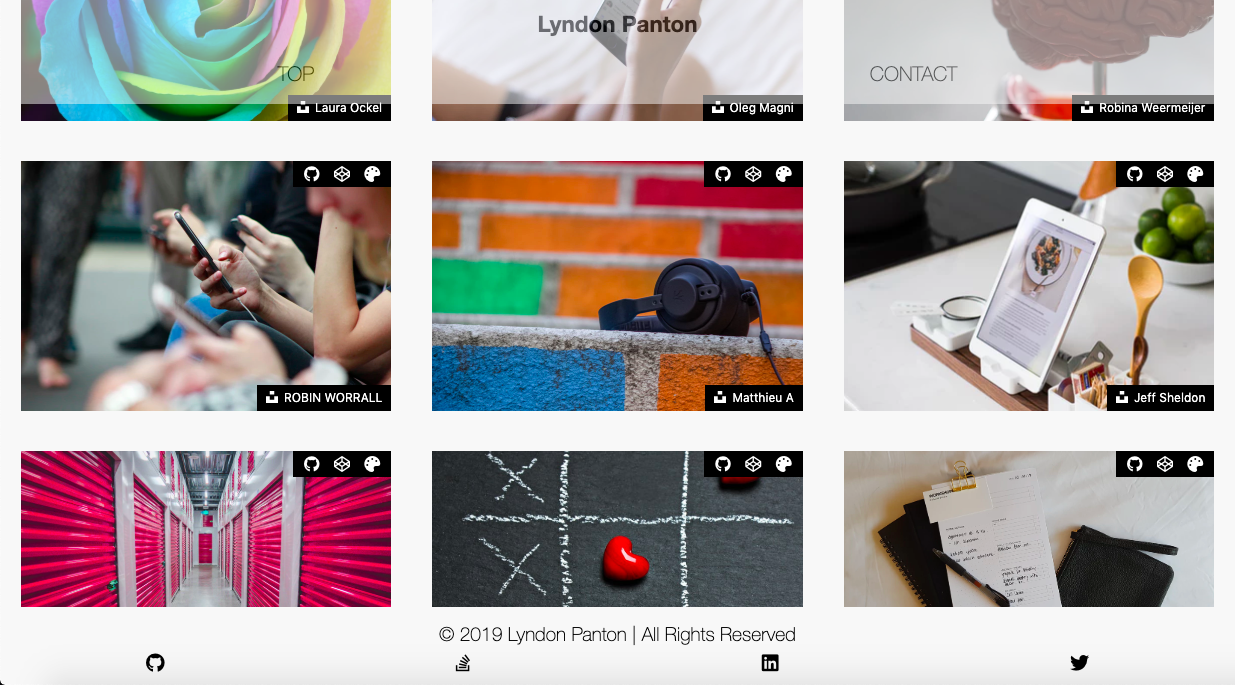 Lyndon Panton
TOP
CONTACT
Laura Ockel
Oleg Magni
Robina Weermeijer
ROBIN WORRALL
Matthieu A
Jeff Sheldon
© 2019 Lyndon Panton | All Rights Reserved